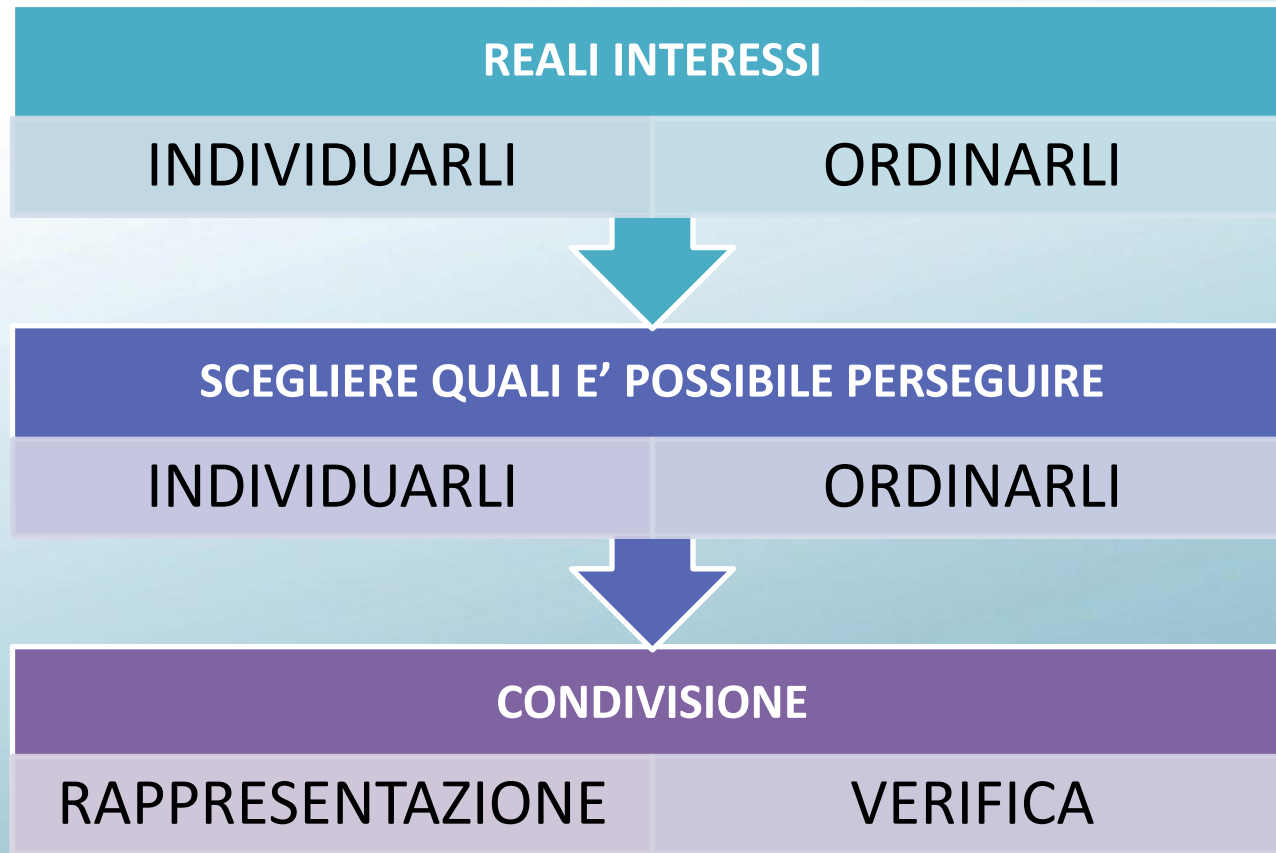 REALI INTERESSI
INDIVIDUARLI ORDINARLI
SCEGLIERE QUALI E’ POSSIBILE PERSEGUIRE
INDIVIDUARLI ORDINARLI
CONDIVISIONE
RAPPRESENTAZIONE VERIFICA